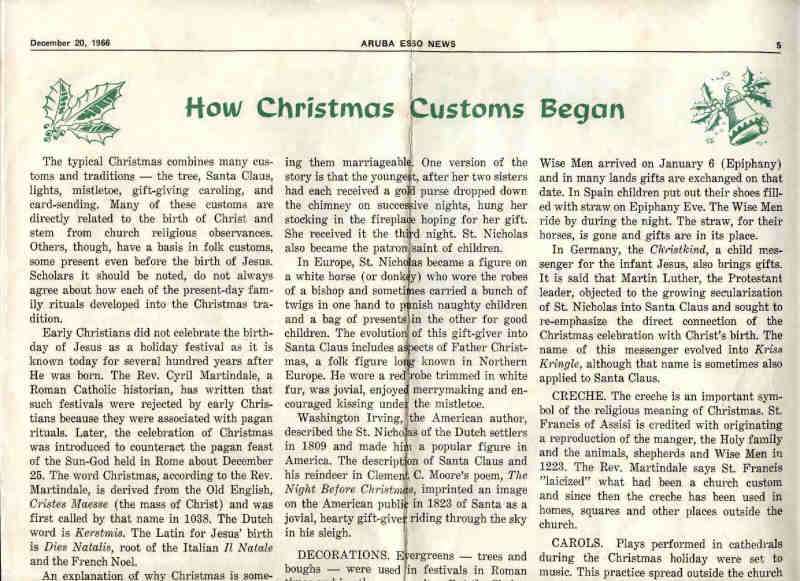 December 20, 1966
ARUBA ESSO NEWS
5
How Christmas Customs Began
The typical Christmas combines many cus-
toms and traditions — the tree, Santa Claus,
lights, mistletoe, gift-giving caroling, and
card-sending. Many of these customs are
directly related to the birth of Christ and
stem from church religious observances.
Others, though, have a basis in folk customs,
some present even before the birth of Jesus.
Scholars it should be noted, do not always
agree about how each of the present-day fam-
ily rituals developed into the Christmas tra-
dition.
Early Christians did not celebrate the birth-
day of Jesus as a holiday festival as it is
known today for several hundred years after
He was born. The Rev. Cyril Martindale, a
Roman Catholic historian, has written that
such festivals were rejected by early Chris-
tians because they were associated with pagan
rituals. Later, the celebration of Christmas
was introduced to counteract the pagan feast
of the Sun-God held in Rome about December
25. The word Christmas, according to the Rev.
Martindale, is derived from the Old English,
Cristes Maesse (the mass of Christ) and was
first called by that name in 1038. The Dutch
word is Kerstmis. The Latin for Jesus' birth
is Dies Natalis, root of the Italian Il Natale
and the French Noel.
An explanation of why Christmas is some-
ing them marriageable. One version of the
story is that the youngest, after her two sisters
had each received a gold purse dropped down
the chimney on successive nights, hung her
stocking in the fireplace hoping for her gift.
She received it the third night. St. Nicholas
also became the patron saint of children.
In Europe, St. Nicholas became a figure on
a white horse (or donkey) who wore the robes
of a bishop and sometimes carried a bunch of
twigs in one hand to punish naughty children
and a bag of presents in the other for good
children. The evolution of this gift-giver into
Santa Claus includes aspects of Father Christ-
mas, a folk figure long known in Northern
Europe. He wore a red robe trimmed in white
fur, was jovial, enjoyed merrymaking and en-
couraged kissing under the mistletoe.
Washington Irving, the American author,
described the St. Nicholas of the Dutch settlers
in 1809 and made him a popular figure in
America. The description of Santa Claus and
his reindeer in Clement C. Moore's poem, The
Night Before Christmas, imprinted an image
on the American public in 1823 of Santa as a
jovial, hearty gift-giver riding through the sky
in his sleigh.
DECORATIONS. Evergreens — trees and
boughs — were used in festivals in Roman
Wise Men arrived on January 6 (Epiphany)
and in many lands gifts are exchanged on that
date. In Spain children put out their shoes fill-
ed with straw on Epiphany Eve. The Wise Men
ride by during the night. The straw, for their
horses, is gone and gifts are in its place.
In Germany, the Christkind, a child mes-
senger for the infant Jesus, also brings gifts.
It is said that Martin Luther, the Protestant
leader, objected to the growing secularization
of St. Nicholas into Santa Claus and sought to
re-emphasize the direct connection of the
Christmas celebration with Christ's birth. The
name of this messenger evolved into Kriss
Kringle, although that name is sometimes also
applied to Santa Claus.
CRECHE. The creche is an important sym-
bol of the religious meaning of Christmas. St.
Francis of Assisi is credited with originating
a reproduction of the manger, the Holy family
and the animals, shepherds and Wise Men in
1223. The Rev. Martindale says St. Francis
"laicized" what had been a church custom
and since then the creche has been used in
homes, squares and other places outside the
church.
CAROLS. Plays performed in cathedrals
during the Christmas holiday were set to
music. This practice spread outside the church